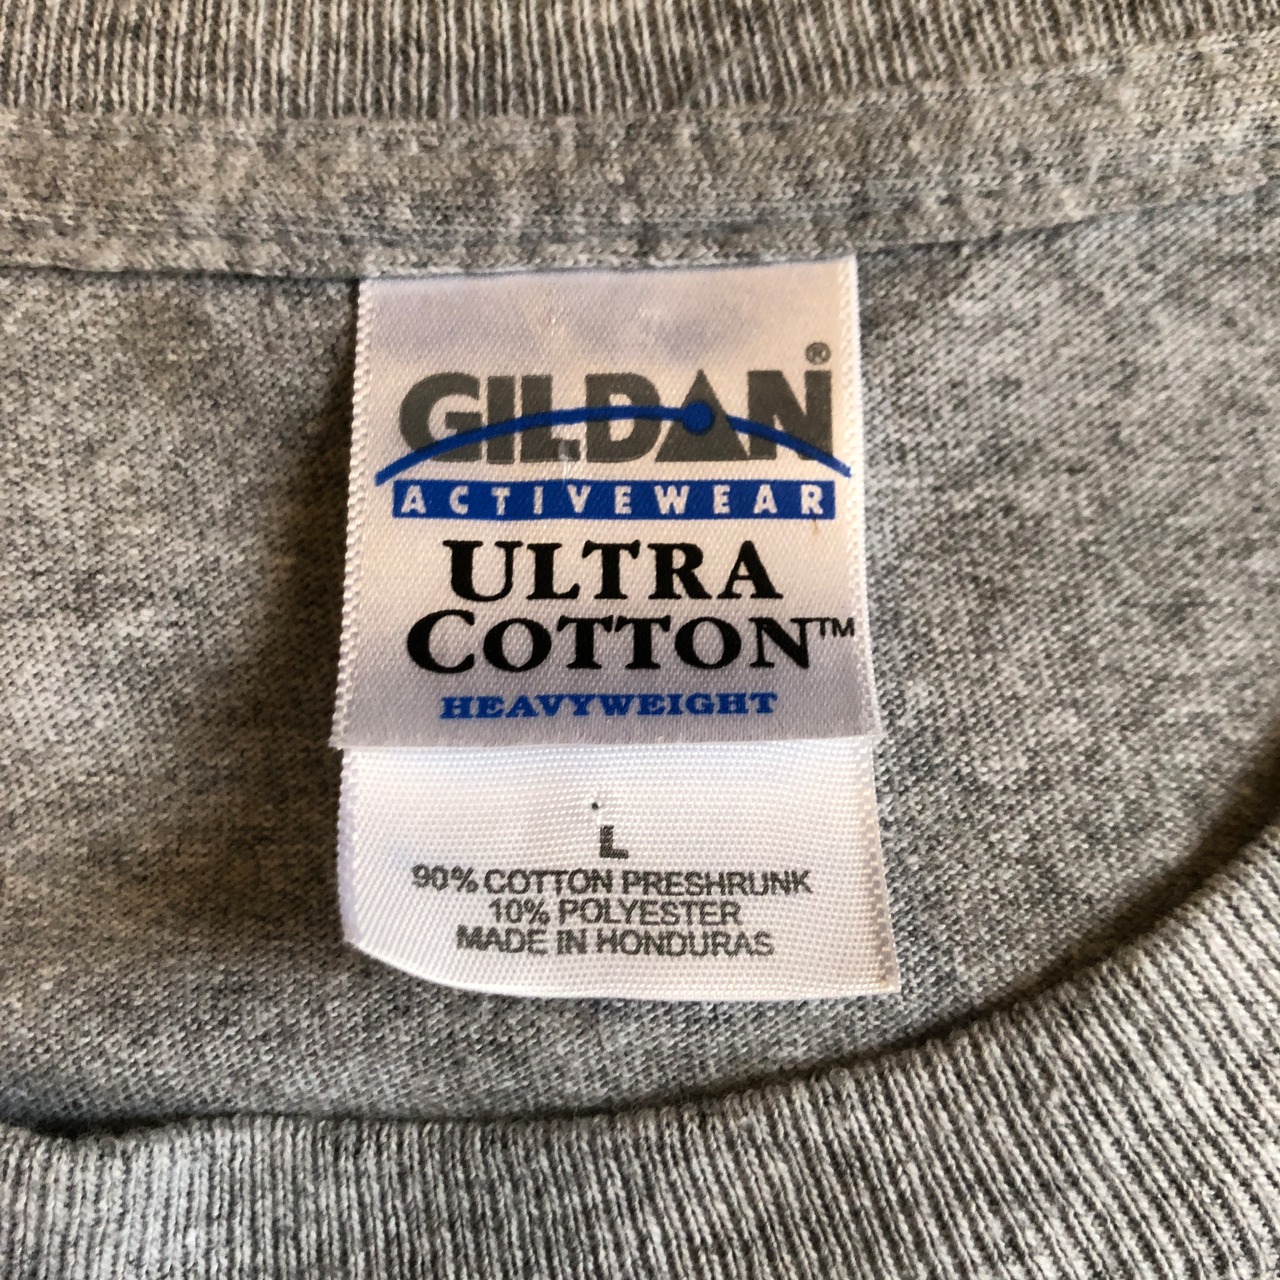 GILDAN®
ACTIVEWEAR
ULTRA
COTTON™
HEAVYWEIGHT
L
90% COTTON PRESHRUNK
10% POLYESTER
MADE IN HONDURAS